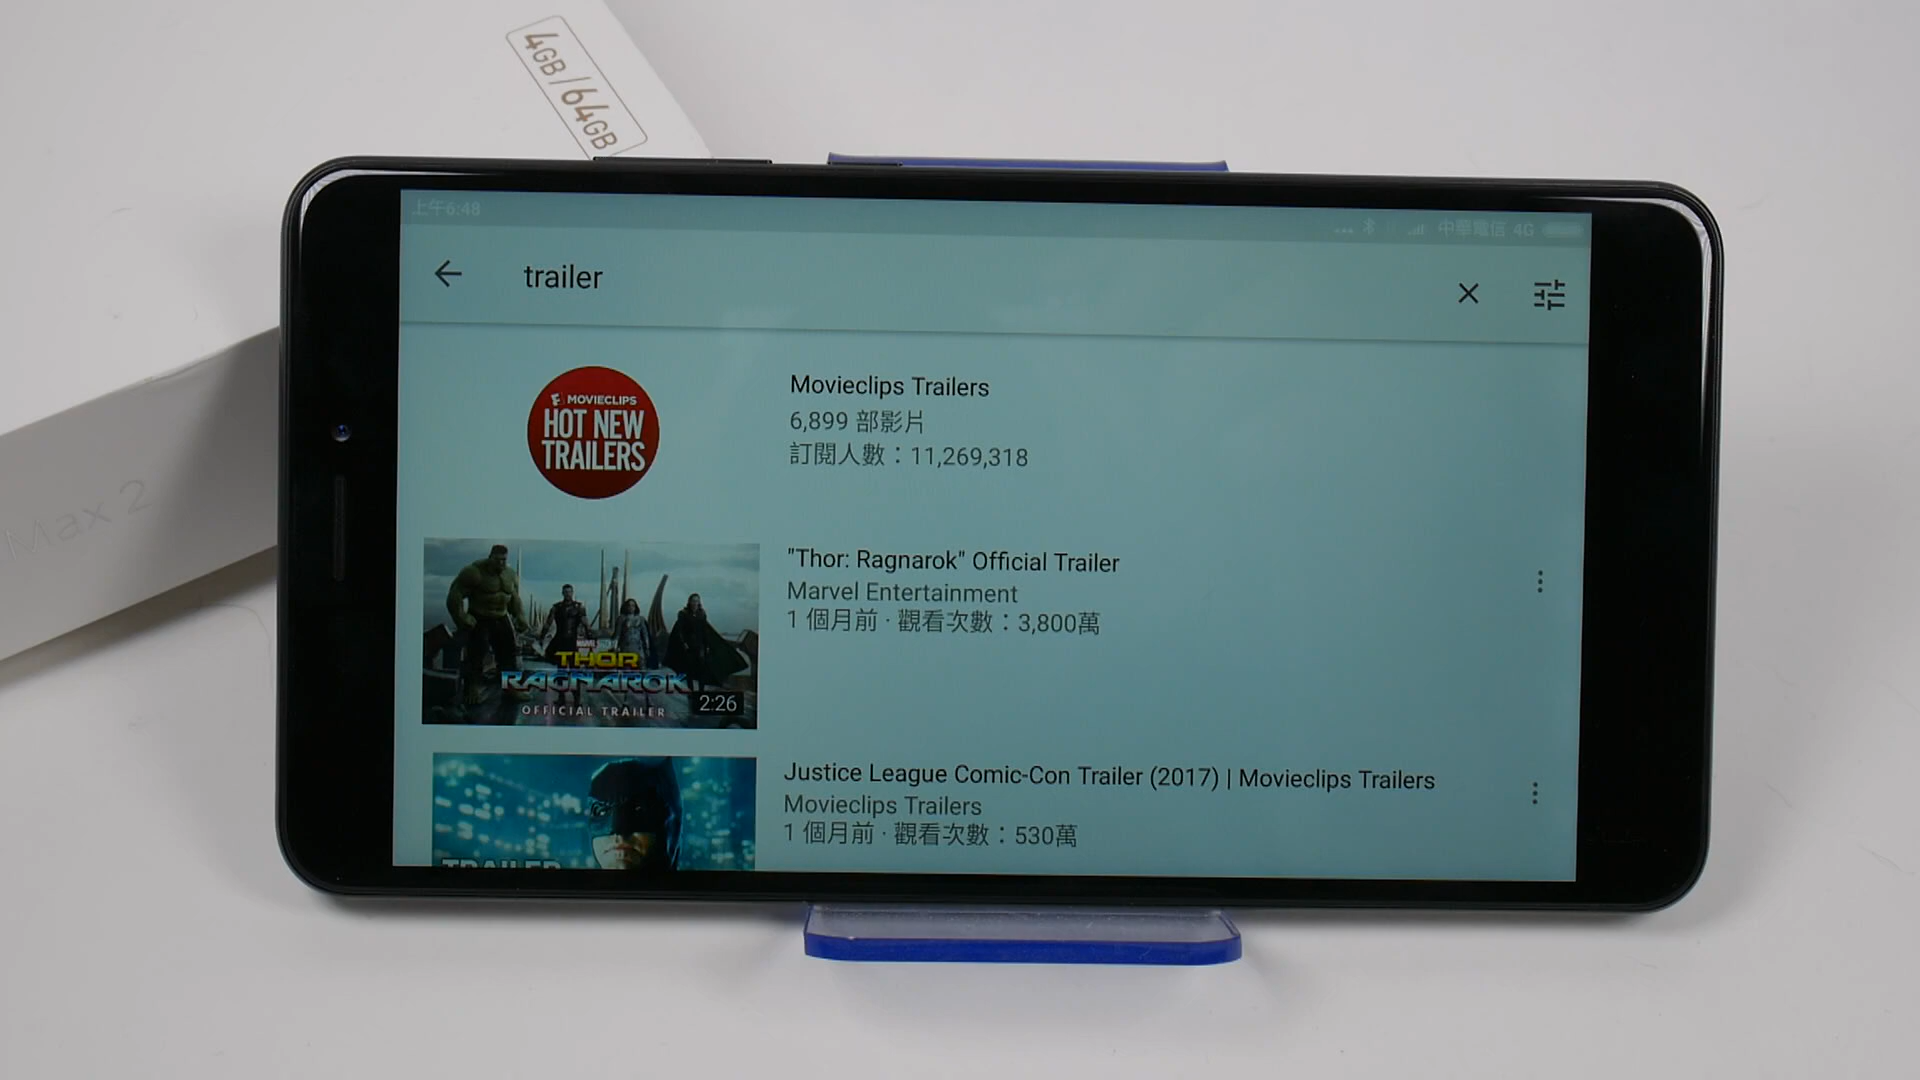 4GB/64GB
Max 2
上午6:48
中華電信 4G
trailer
MOVIECLIPS
HOT NEW
TRAILERS
Movieclips Trailers
6,899 部影片
訂閱人數：11,269,318
THOR
RAGNAROK
OFFICIAL TRAILER
2:26
"Thor: Ragnarok" Official Trailer
Marvel Entertainment
1 個月前 · 觀看次數：3,800萬
TRAILER
Justice League Comic-Con Trailer (2017) | Movieclips Trailers
Movieclips Trailers
1 個月前 · 觀看次數：530萬